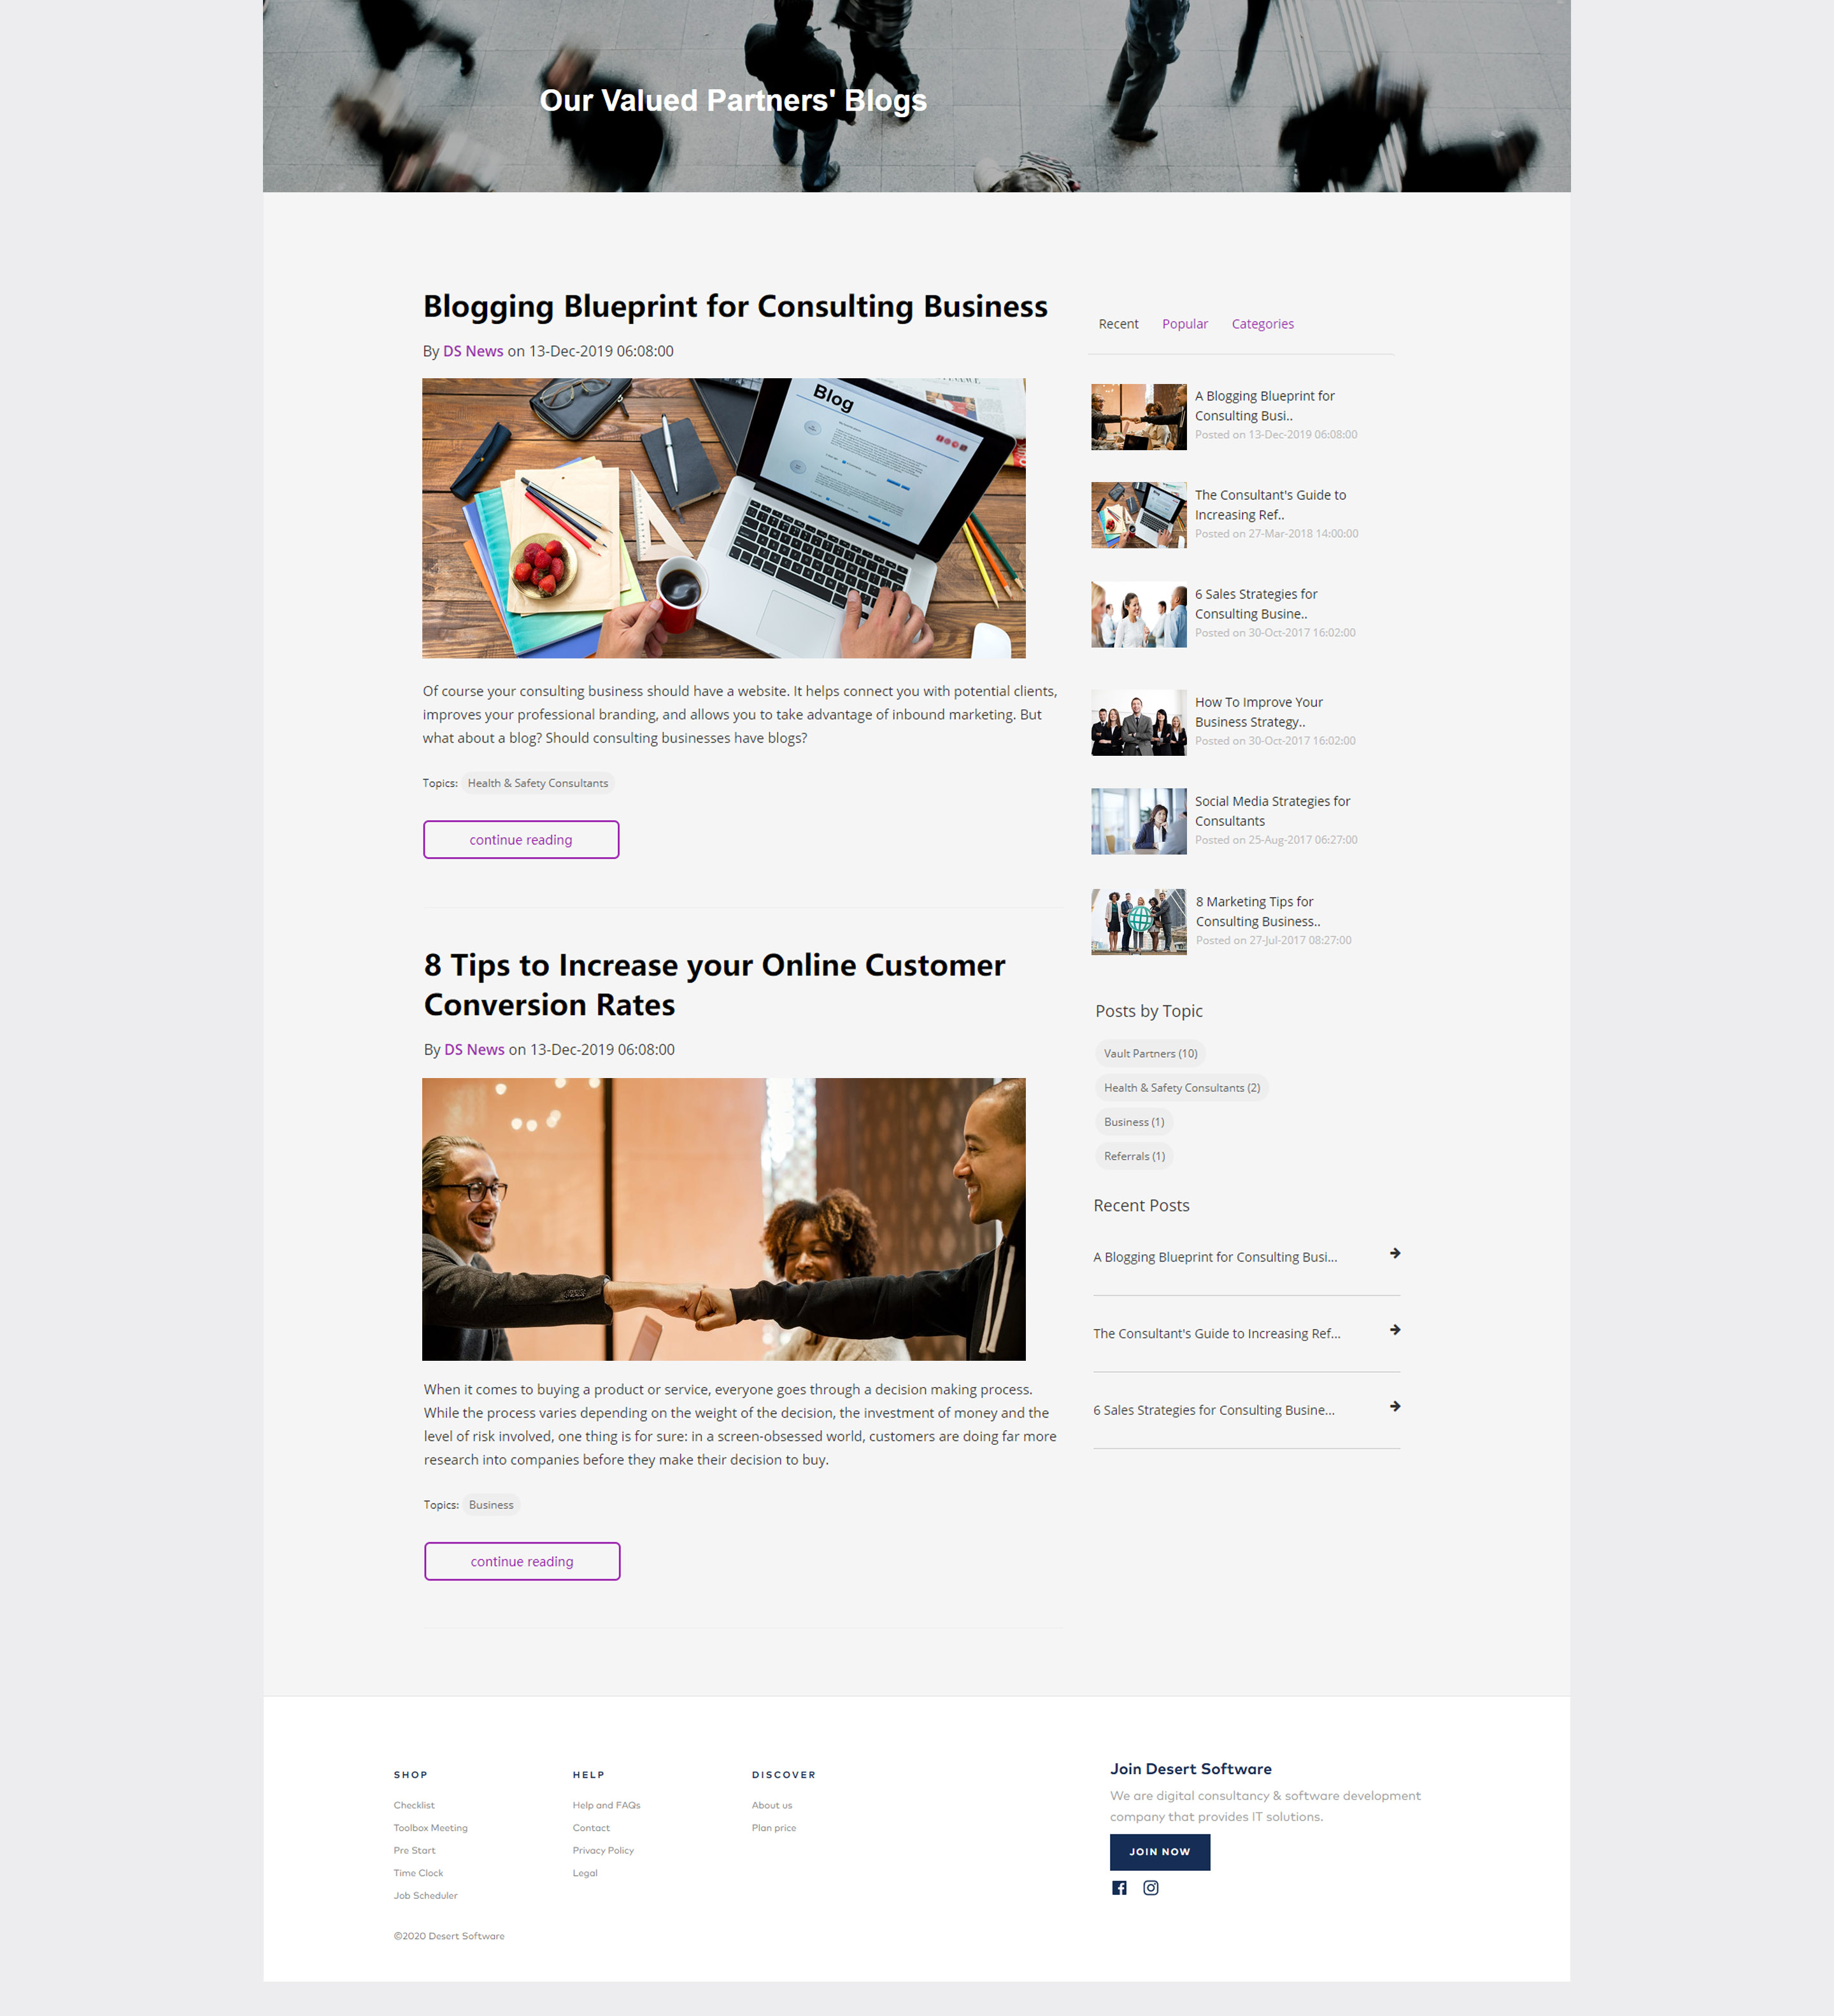 Our Valued Partners' Blogs
Blogging Blueprint for Consulting Business
By DS News on 13-Dec-2019 06:08:00
Blog
Of course your consulting business should have a website. It helps connect you with potential clients,
improves your professional branding, and allows you to take advantage of inbound marketing. But
what about a blog? Should consulting businesses have blogs?
Topics: Health & Safety Consultants
continue reading
8 Tips to Increase your Online Customer
Conversion Rates
By DS News on 13-Dec-2019 06:08:00
When it comes to buying a product or service, everyone goes through a decision making process.
While the process varies depending on the weight of the decision, the investment of money and the
level of risk involved, one thing is for sure: in a screen-obsessed world, customers are doing far more
research into companies before they make their decision to buy.
Topics: Business
continue reading
Recent Popular Categories
A Blogging Blueprint for
Consulting Busi..
Posted on 13-Dec-2019 06:08:00
The Consultant's Guide to
Increasing Ref..
Posted on 27-Mar-2018 14:00:00
6 Sales Strategies for
Consulting Busine..
Posted on 30-Oct-2017 16:02:00
How To Improve Your
Business Strategy..
Posted on 30-Oct-2017 16:02:00
Social Media Strategies for
Consultants
Posted on 25-Aug-2017 06:27:00
8 Marketing Tips for
Consulting Business..
Posted on 27-Jul-2017 08:27:00
Posts by Topic
Vault Partners (10)
Health & Safety Consultants (2)
Business (1)
Referrals (1)
Recent Posts
A Blogging Blueprint for Consulting Busi...
The Consultant's Guide to Increasing Ref...
6 Sales Strategies for Consulting Busine...
SHOP
Checklist
Toolbox Meeting
Pre Start
Time Clock
Job Scheduler
HELP
Help and FAQs
Contact
Privacy Policy
Legal
DISCOVER
About us
Plan price
Join Desert Software
We are digital consultancy & software development
company that provides IT solutions.
JOIN NOW
©2020 Desert Software